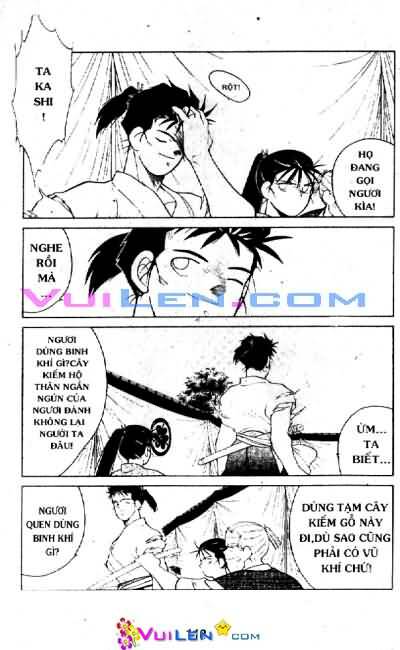 TA
KA
SHI
!
RỘT!
HỌ
ĐANG
GỌI
NGƯƠI
KÌA!
NGHE
RỒI
MÀ
...
VuiLen.com
NGƯƠI
DÙNG BINH
KHÍ GÌ?CÂY
KIẾM HỘ
THÂN NGẮN
NGỦN CỦA
NGƯƠI ĐÁNH
KHÔNG LẠI
NGƯỜI TA
ĐÂU!
ỪM...
TA
BIẾT...
NGƯƠI
QUEN DÙNG
BINH KHÍ
GÌ?
DÙNG TẠM CÂY
KIẾM GỖ NÀY
ĐI,DÙ SAO CŨNG
PHẢI CÓ VŨ
KHÍ CHỨ!
118
VuiLen.com